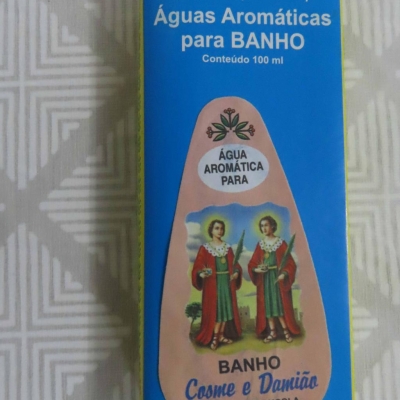 Águas Aromáticas
para BANHO
Conteúdo 100 ml
ÁGUA
AROMÁTICA
PARA
BANHO
Cosme e Damião